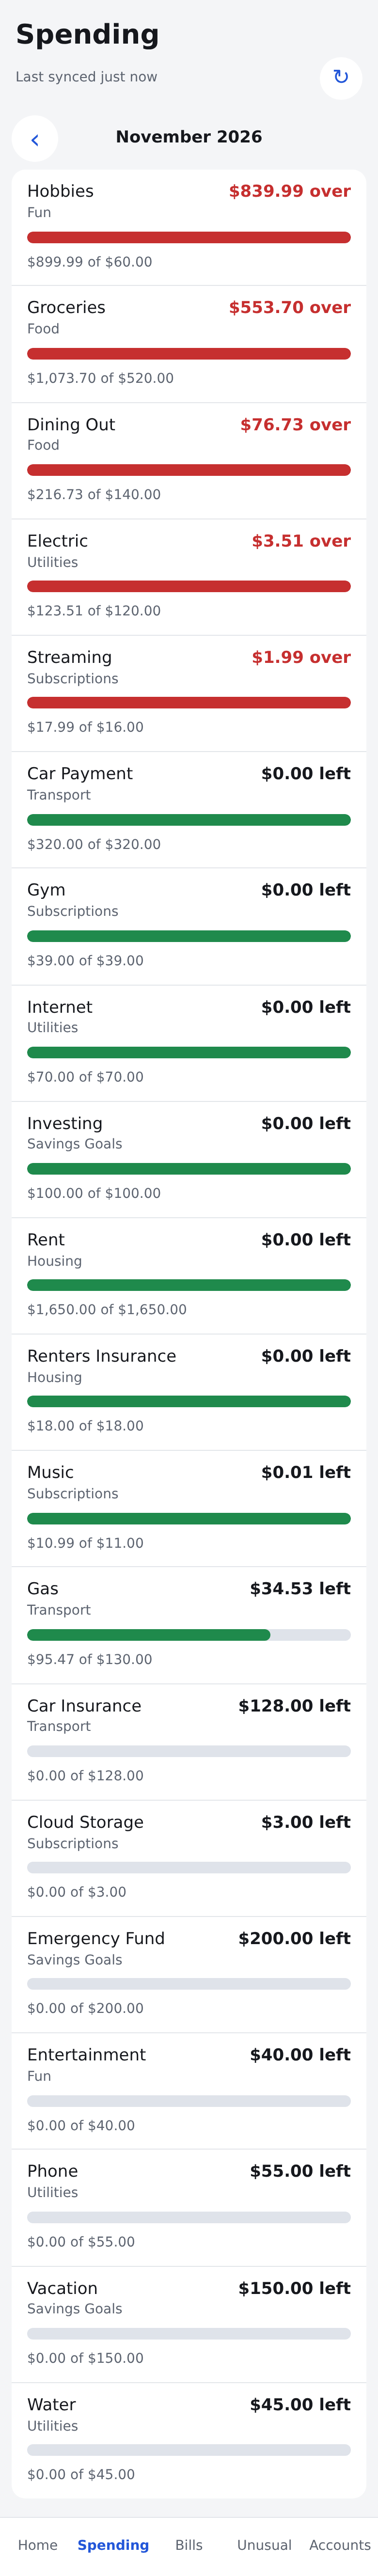 Spending
Last synced just now
↻
‹
November 2026
Hobbies $839.99 over
Fun
$899.99 of $60.00
Groceries $553.70 over
Food
$1,073.70 of $520.00
Dining Out $76.73 over
Food
$216.73 of $140.00
Electric $3.51 over
Utilities
$123.51 of $120.00
Streaming $1.99 over
Subscriptions
$17.99 of $16.00
Car Payment $0.00 left
Transport
$320.00 of $320.00
Gym $0.00 left
Subscriptions
$39.00 of $39.00
Internet $0.00 left
Utilities
$70.00 of $70.00
Investing $0.00 left
Savings Goals
$100.00 of $100.00
Rent $0.00 left
Housing
$1,650.00 of $1,650.00
Renters Insurance $0.00 left
Housing
$18.00 of $18.00
Music $0.01 left
Subscriptions
$10.99 of $11.00
Gas $34.53 left
Transport
$95.47 of $130.00
Car Insurance $128.00 left
Transport
$0.00 of $128.00
Cloud Storage $3.00 left
Subscriptions
$0.00 of $3.00
Emergency Fund $200.00 left
Savings Goals
$0.00 of $200.00
Entertainment $40.00 left
Fun
$0.00 of $40.00
Phone $55.00 left
Utilities
$0.00 of $55.00
Vacation $150.00 left
Savings Goals
$0.00 of $150.00
Water $45.00 left
Utilities
$0.00 of $45.00
Home Spending Bills Unusual Accounts